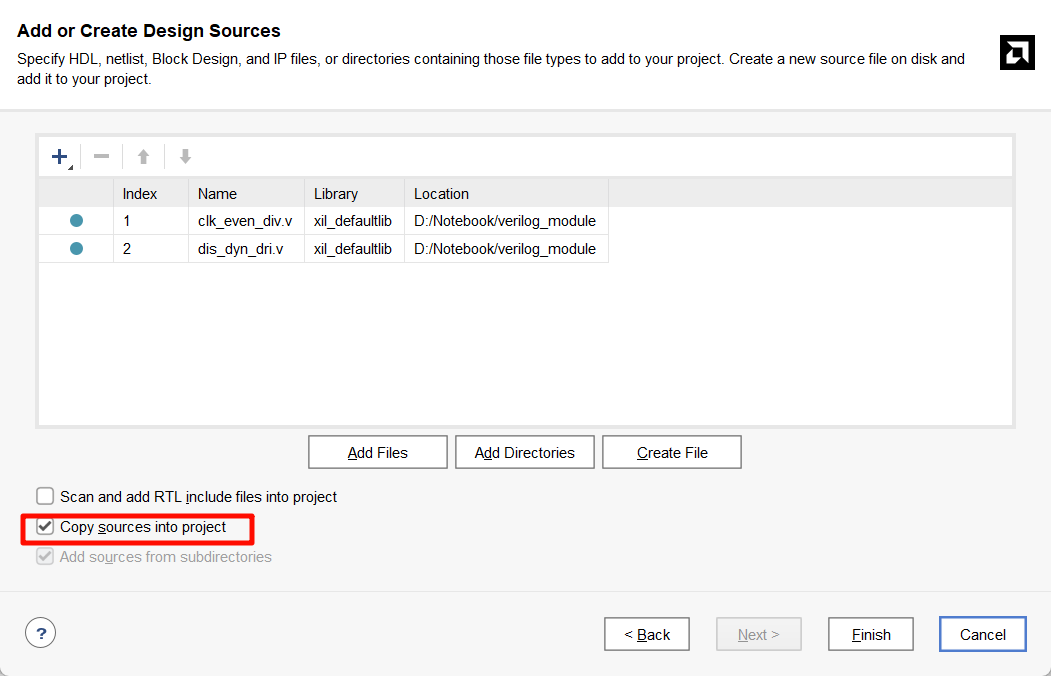 Add or Create Design Sources
Specify HDL, netlist, Block Design, and IP files, or directories containing those file types to add to your project. Create a new source file on disk and
add it to your project.
Index Name Library Location
1 clk_even_div.v xil_defaultlib D:/Notebook/verilog_module
2 dis_dyn_dri.v xil_defaultlib D:/Notebook/verilog_module
Add Files Add Directories Create File
Scan and add RTL include files into project
Copy sources into project
Add sources from subdirectories
? < Back Next > Finish Cancel